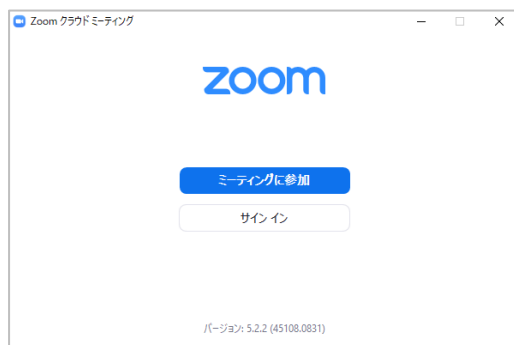 Zoom クラウド ミーティング
zoom
ミーティングに参加
サイン イン
バージョン: 5.2.2 (45108.0831)